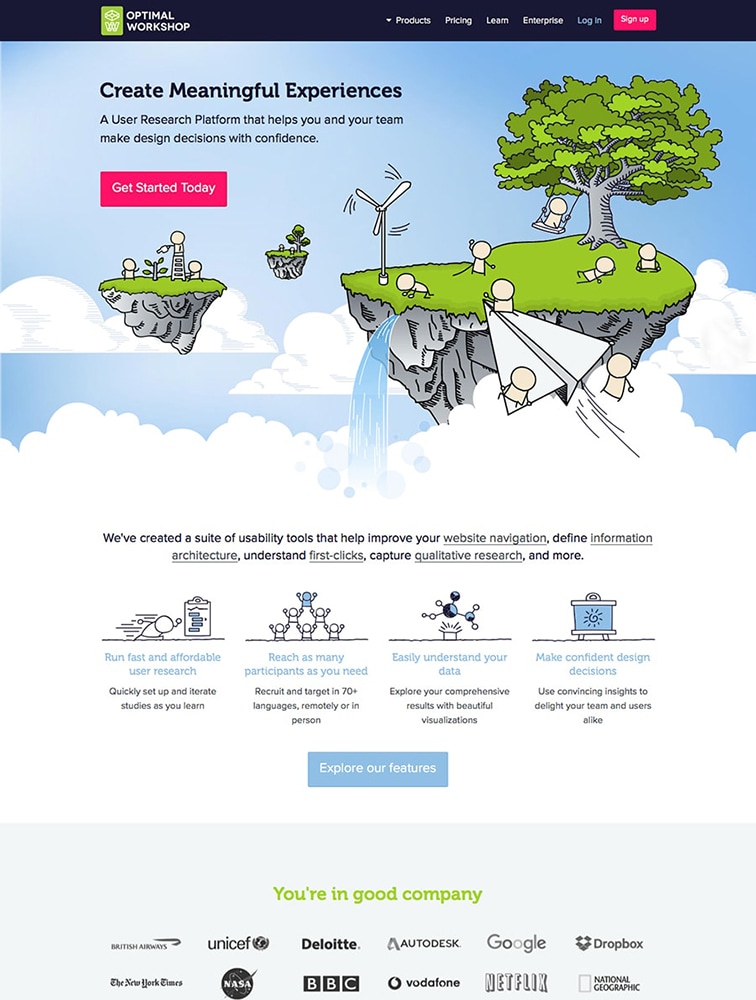 OPTIMAL
WORKSHOP
Products Pricing Learn Enterprise Log in Sign up
Create Meaningful Experiences
A User Research Platform that helps you and your team
make design decisions with confidence.
Get Started Today
We've created a suite of usability tools that help improve your website navigation, define information
architecture, understand first-clicks, capture qualitative research, and more.
Run fast and affordable
user research
Quickly set up and iterate
studies as you learn
Reach as many
participants as you need
Recruit and target in 70+
languages, remotely or in
person
Easily understand your
data
Explore your comprehensive
results with beautiful
visualizations
Make confident design
decisions
Use convincing insights to
delight your team and users
alike
Explore our features
You're in good company
BRITISH AIRWAYS unicef Deloitte. AUTODESK. Google Dropbox
The New York Times NASA BBC vodafone NETFLIX NATIONAL
GEOGRAPHIC